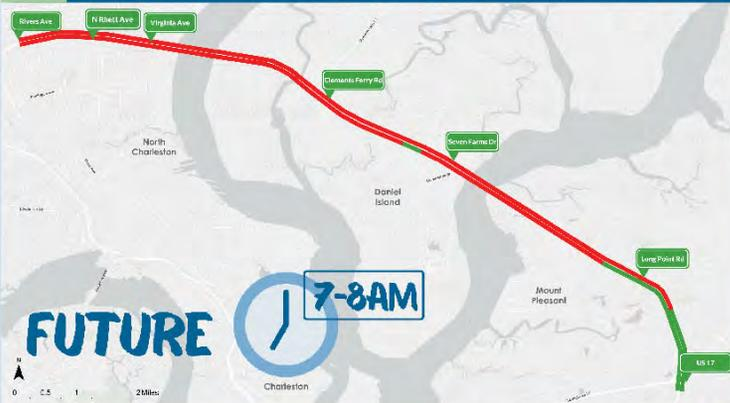 Rivers Ave
N Rhett Ave
Virginia Ave
Clements Ferry Rd
Seven Farms Dr
North
Charleston
Daniel
Island
Long Point Rd
Mount
Pleasant
7-8AM
FUTURE
US 17
N
0 0.5 1 2 Miles
Charleston